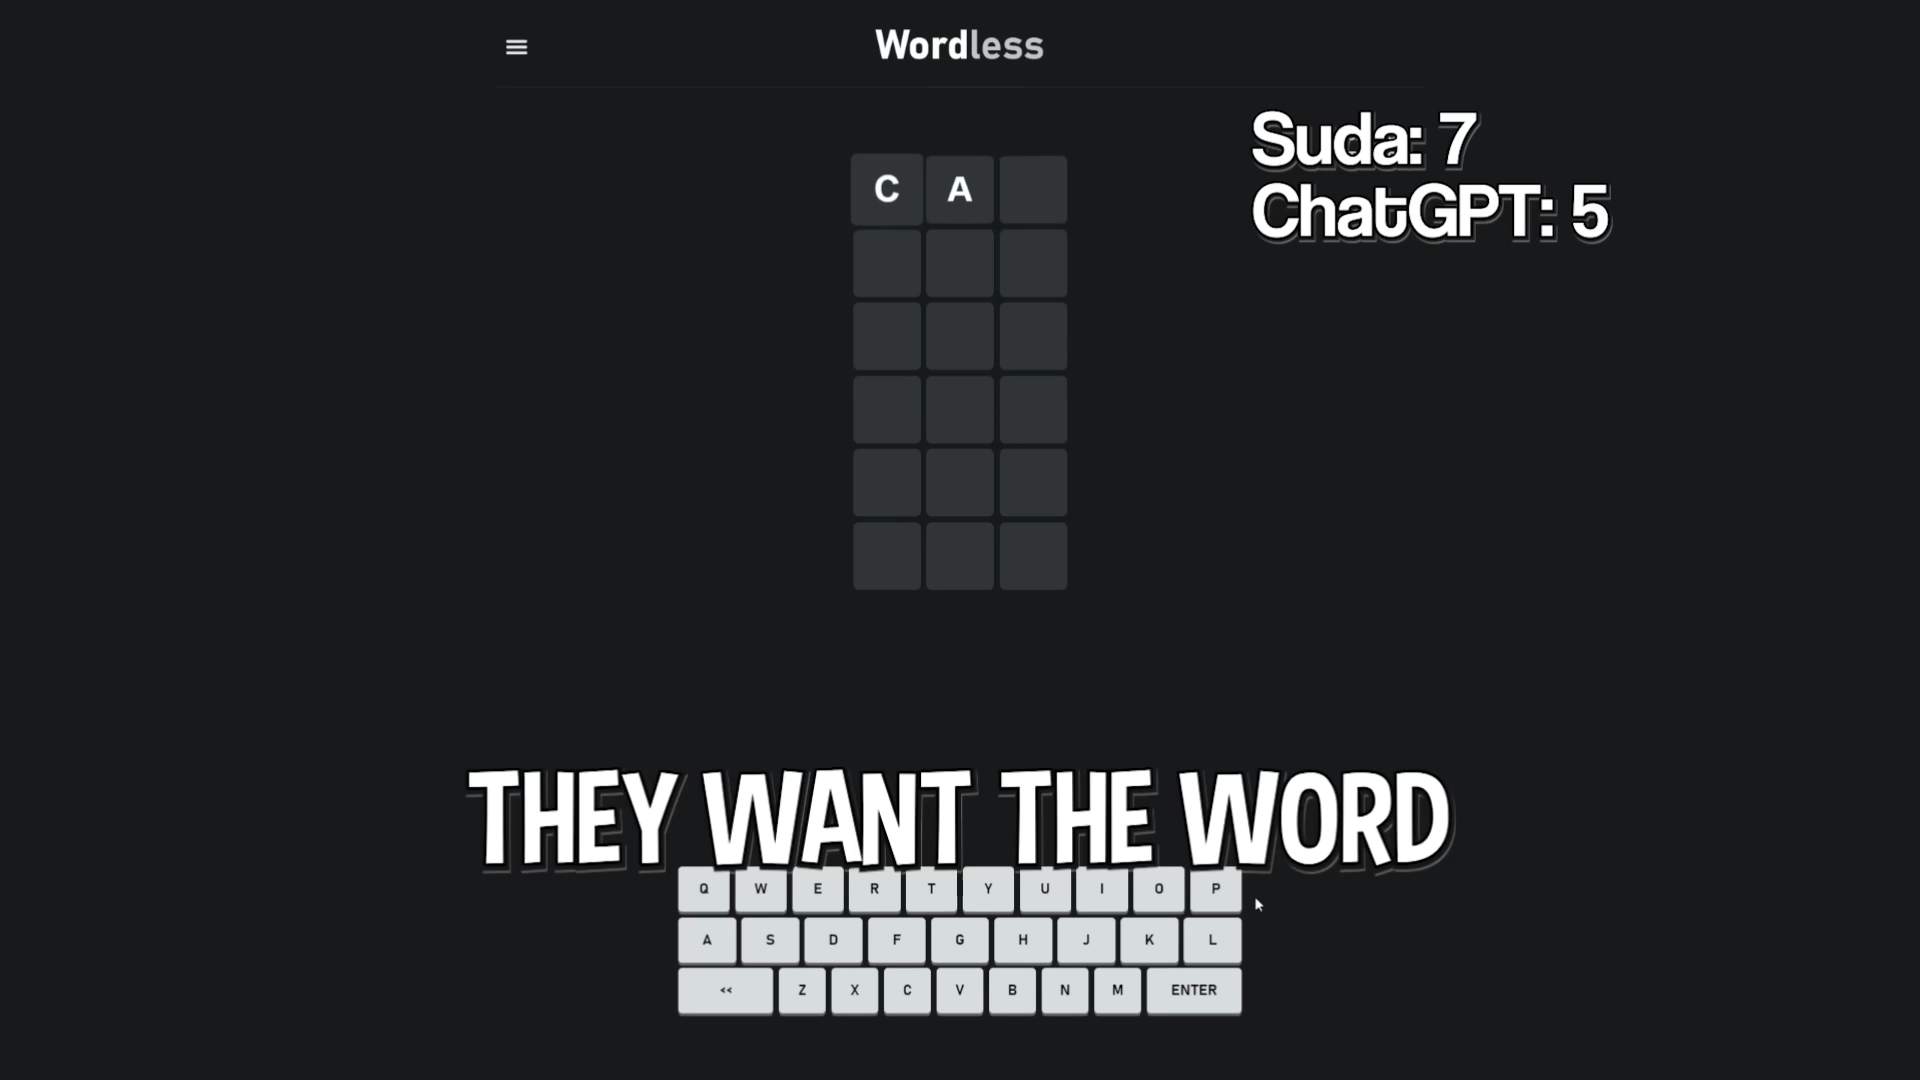 Wordless
Suda: 7
ChatGPT: 5
C A
THEY WANT THE WORD
Q W E R T Y U I O P
A S D F G H J K L
<< Z X C V B N M ENTER